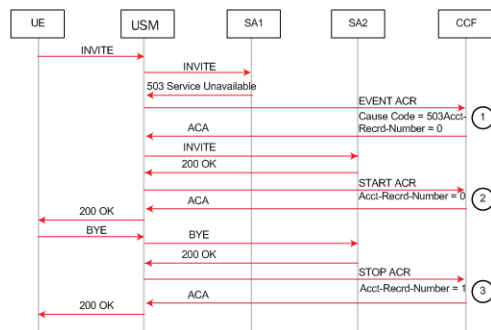 UE USM SA1 SA2 CCF
INVITE
INVITE
503 Service Unavailable
EVENT ACR
Cause Code = 503Acct-
Recrd-Number = 0
1
ACA
INVITE
200 OK
START ACR
Acct-Recrd-Number = 0
2
ACA
200 OK
BYE
BYE
200 OK
STOP ACR
Acct-Recrd-Number = 1
3
ACA
200 OK